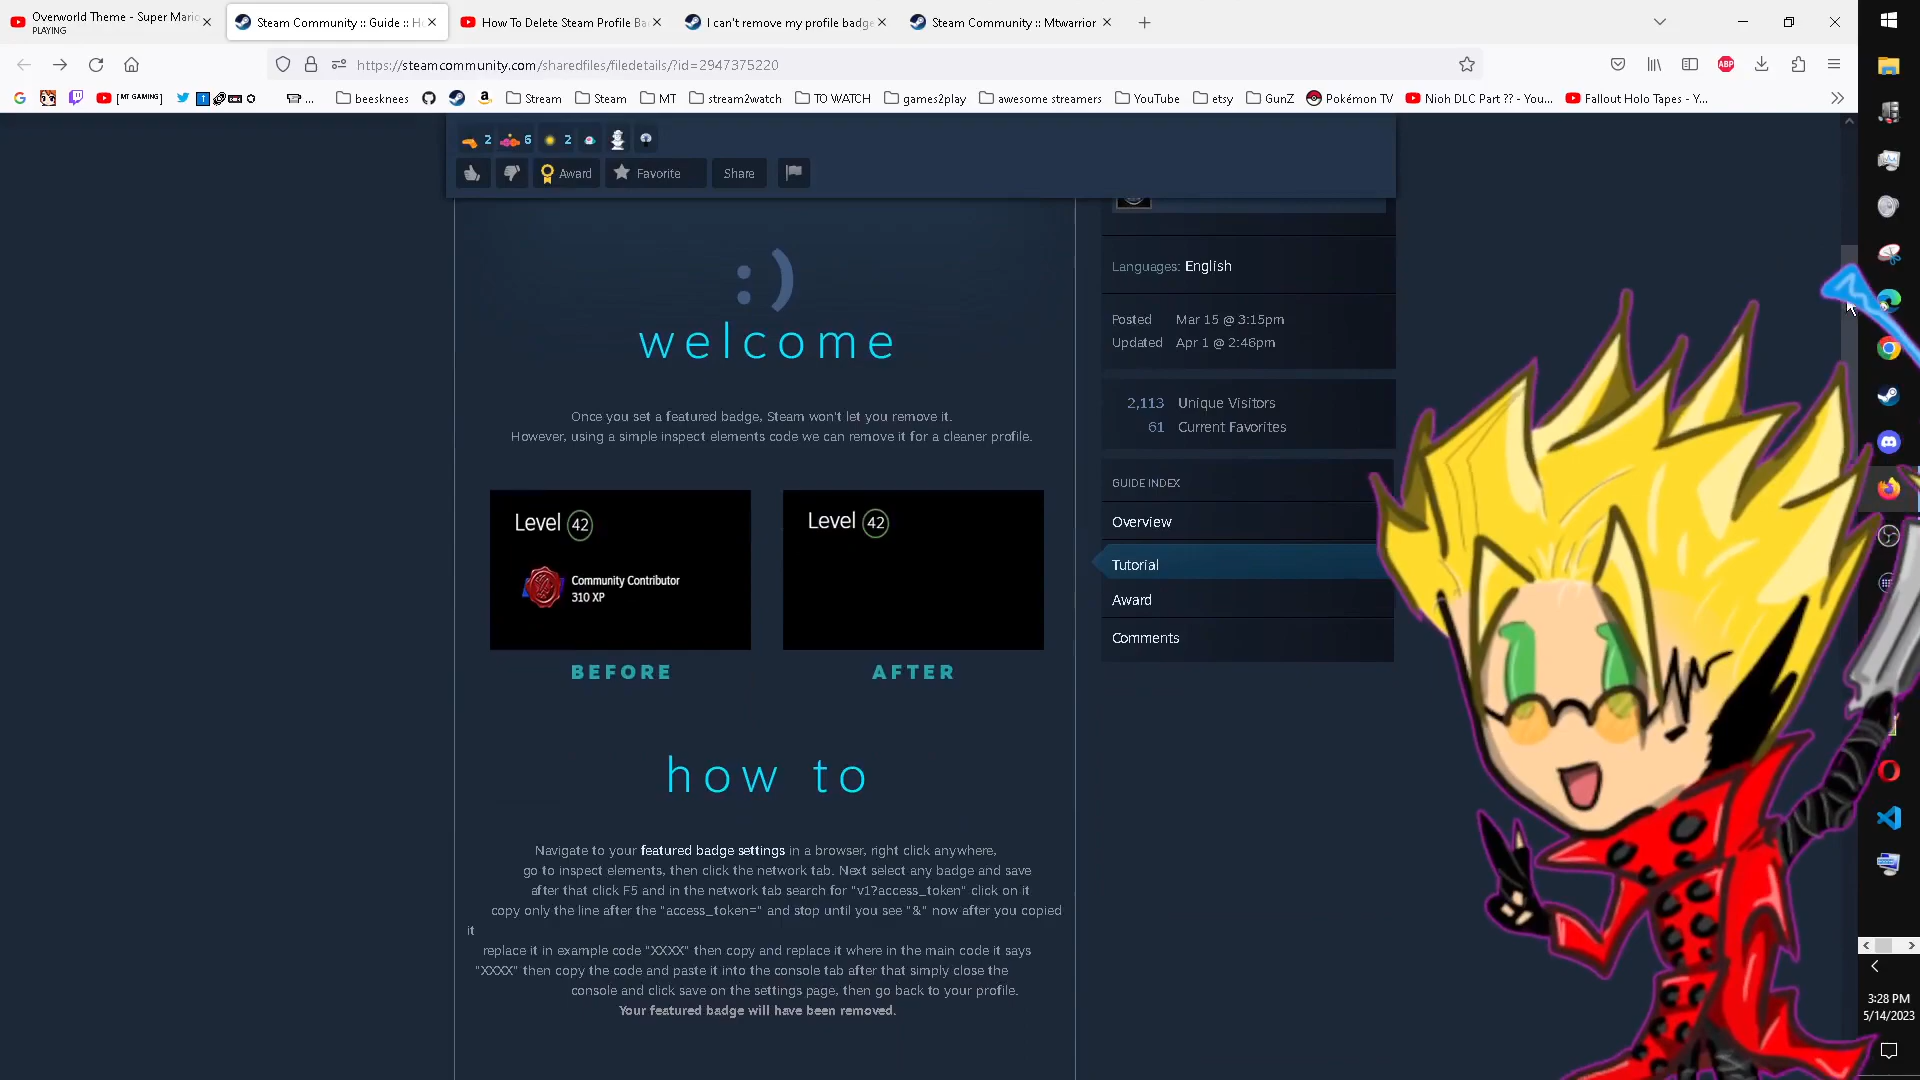 Overworld Theme - Super Mario
PLAYING
Steam Community :: Guide :: H
How To Delete Steam Profile Ba
I can't remove my profile badge
Steam Community :: Mtwarrior
https://steamcommunity.com/sharedfiles/filedetails/?id=2947375220
ABP
[MT GAMING]
...
beesknees
Stream
Steam
MT
stream2watch
TO WATCH
games2play
awesome streamers
YouTube
etsy
GunZ
Pokémon TV
Nioh DLC Part ?? - You...
Fallout Holo Tapes - Y...
2
6
2
Award
Favorite
Share
:)
welcome
Once you set a featured badge, Steam won't let you remove it.
However, using a simple inspect elements code we can remove it for a cleaner profile.
Level 42
Community Contributor
310 XP
BEFORE
Level 42
AFTER
how to
Navigate to your featured badge settings in a browser, right click anywhere,
go to inspect elements, then click the network tab. Next select any badge and save
after that click F5 and in the network tab search for "v1?access_token" click on it
copy only the line after the "access_token=" and stop until you see "&" now after you copied
it
replace it in example code "XXXX" then copy and replace it where in the main code it says
"XXXX" then copy the code and paste it into the console tab after that simply close the
console and click save on the settings page, then go back to your profile.
Your featured badge will have been removed.
Languages: English
Posted Mar 15 @ 3:15pm
Updated Apr 1 @ 2:46pm
2,113 Unique Visitors
61 Current Favorites
GUIDE INDEX
Overview
Tutorial
Award
Comments
3:28 PM
5/14/2023